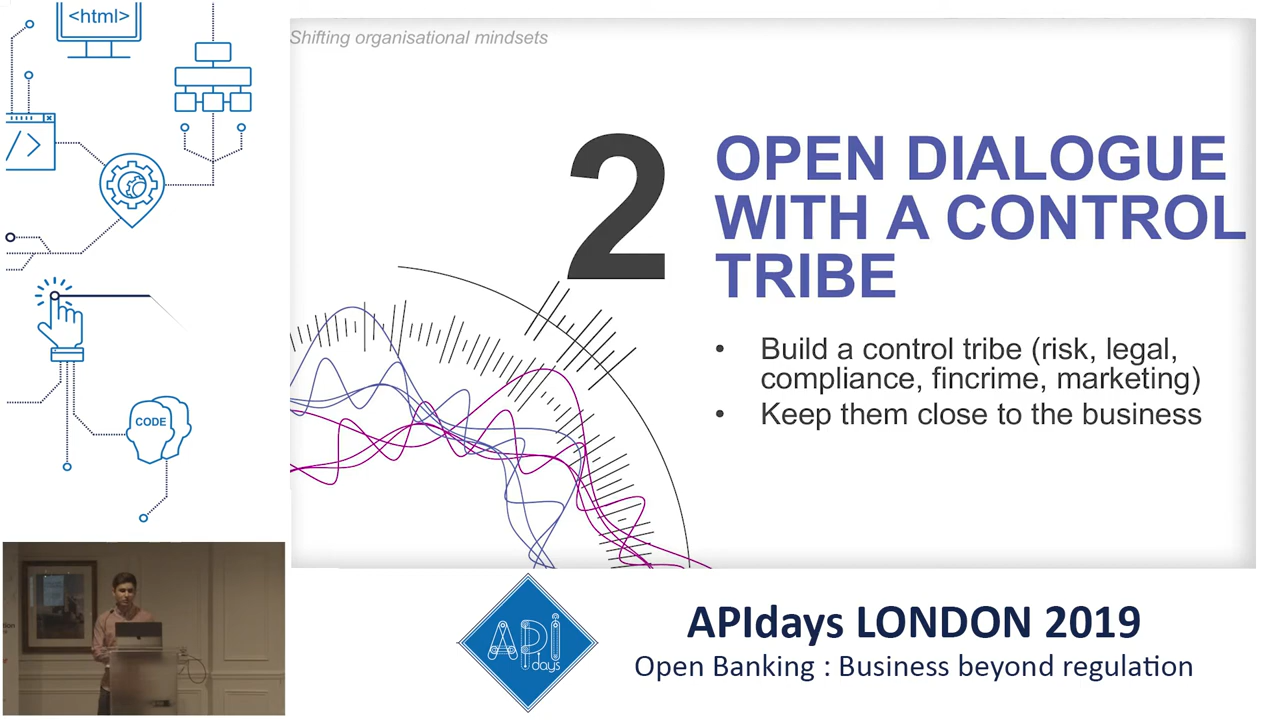 <html>
Shifting organisational mindsets
2
OPEN DIALOGUE
WITH A CONTROL
TRIBE
• Build a control tribe (risk, legal,
compliance, fincrime, marketing)
• Keep them close to the business
</>
CODE
API
days
APIdays LONDON 2019
Open Banking : Business beyond regulation